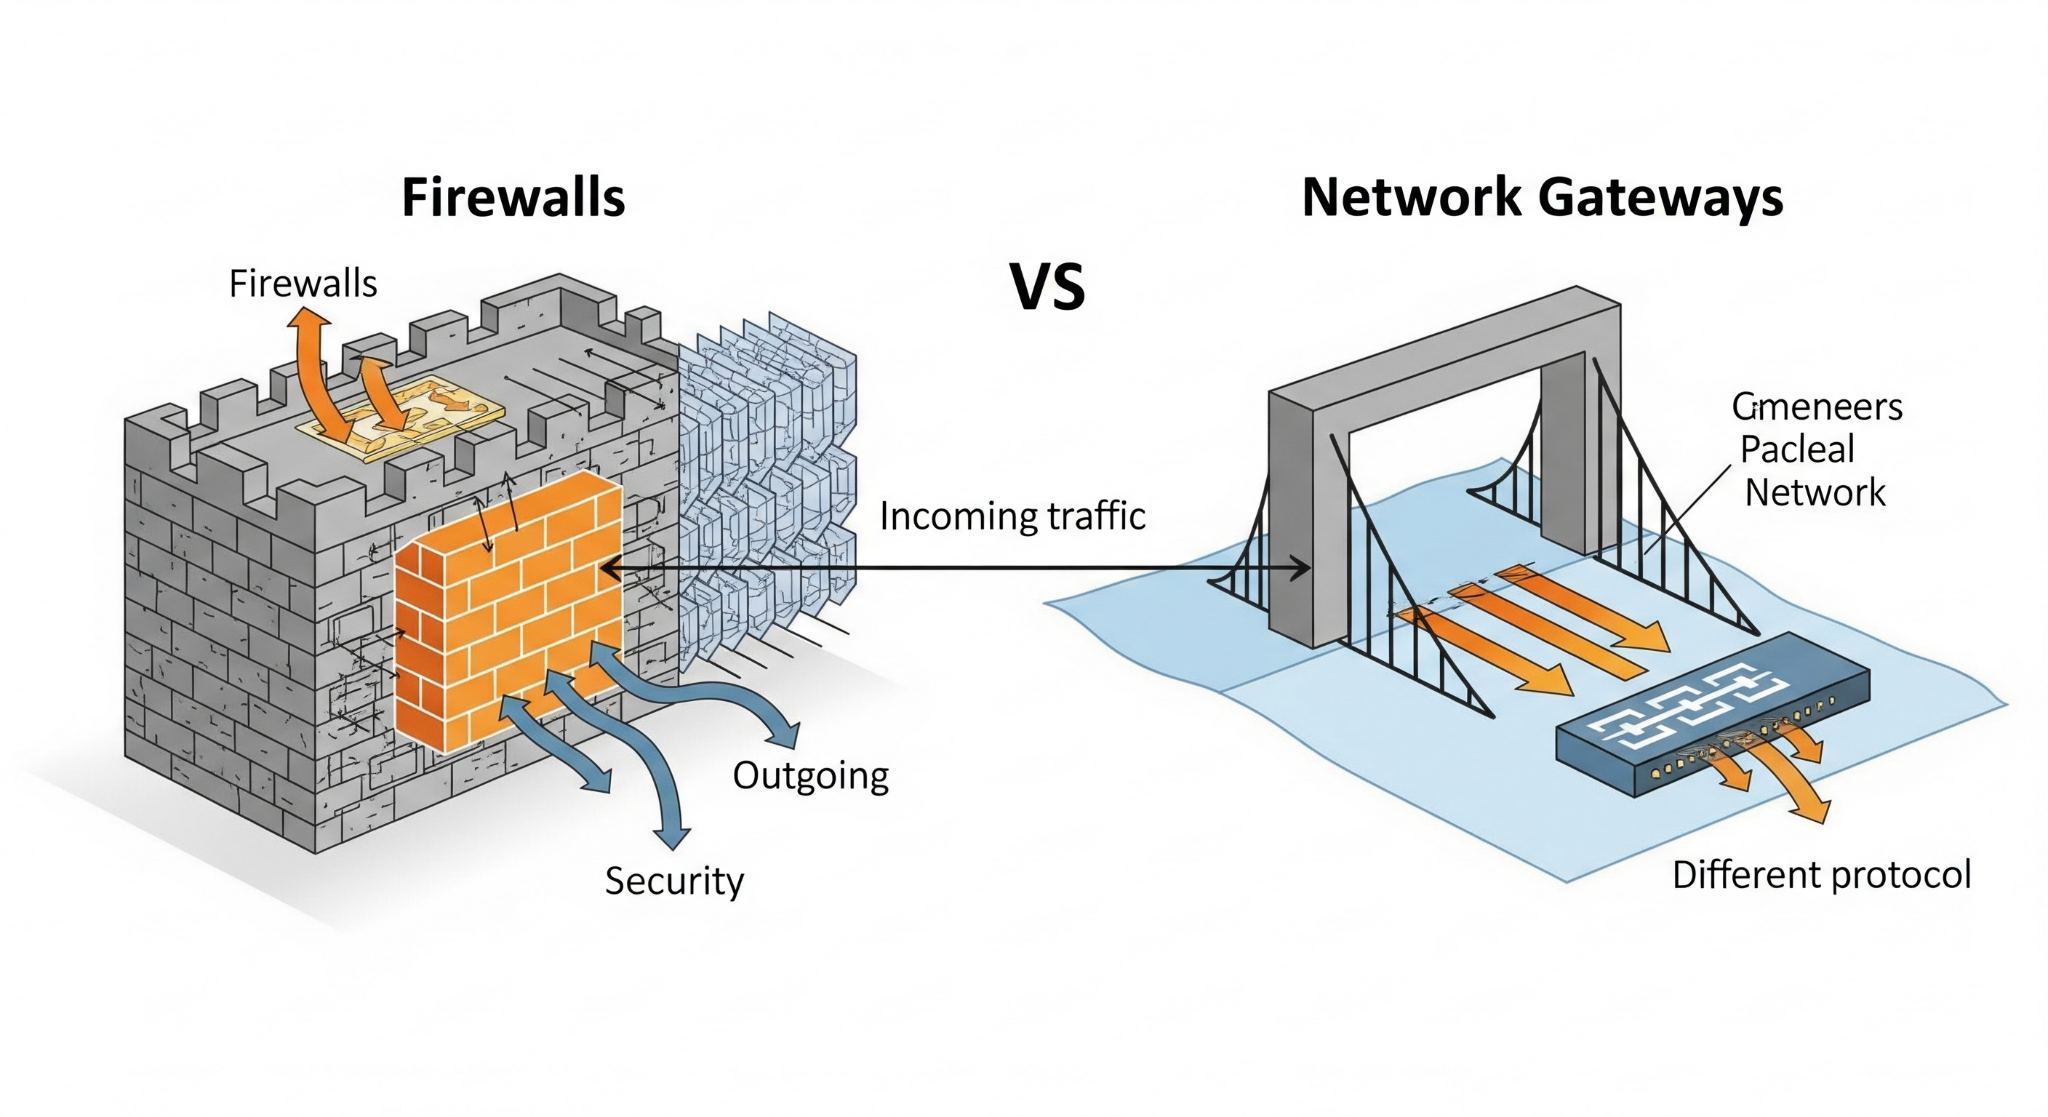 Firewalls
Network Gateways
VS
Firewalls
Incoming traffic
Gmeneers
Pacleal
Network
Outgoing
Security
Different protocol